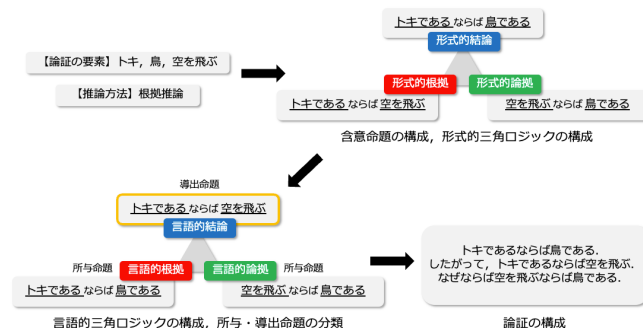 トキであるならば鳥である
形式的結論
【論証の要素】トキ，鳥，空を飛ぶ
【推論方法】根拠推論
形式的根拠
形式的論拠
トキであるならば空を飛ぶ
空を飛ぶならば鳥である
含意命題の構成，形式的三角ロジックの構成
導出命題
トキであるならば空を飛ぶ
言語的結論
所与命題
言語的根拠
言語的論拠
所与命題
トキであるならば鳥である
空を飛ぶならば鳥である
言語的三角ロジックの構成，所与・導出命題の分類
トキであるならば鳥である．
したがって，トキであるならば空を飛ぶ．
なぜならば空を飛ぶならば鳥である．
論証の構成